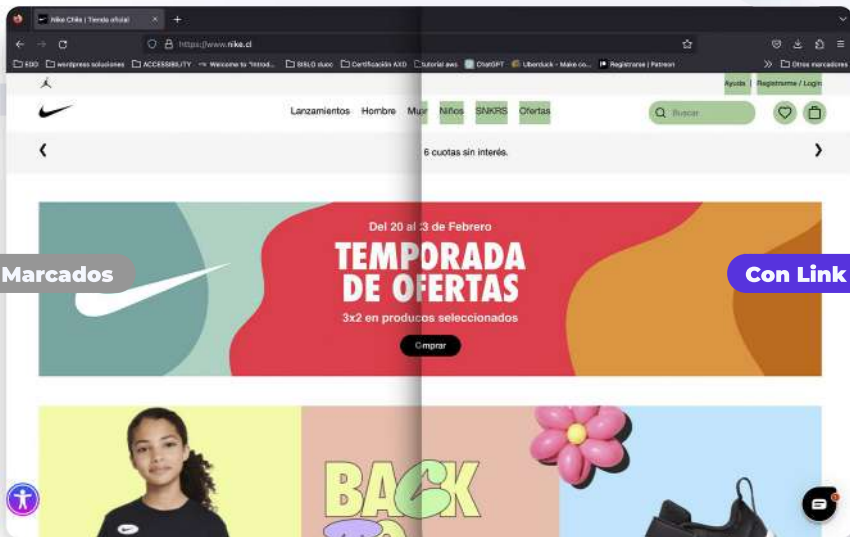 Nike Chile | Tienda oficial
https://www.nike.cl
EDD wordpress soluciones ACCESSIBILITY Welcome to "Introd... SISLO duoc Certificación AXD tutorial aws ChatGPT Uberduck - Make co... Registrarse | Patreon Otros marcadores
Ayuda | Registrarme / Login
Lanzamientos Hombre Mujr Niños SNKRS Ofertas Buscar
6 cuotas sin interés.
Del 20 al 3 de Febrero
TEMPORADA
DE OFERTAS
Marcados
Con Link
3x2 en producos seleccionados
Cmprar
BACK